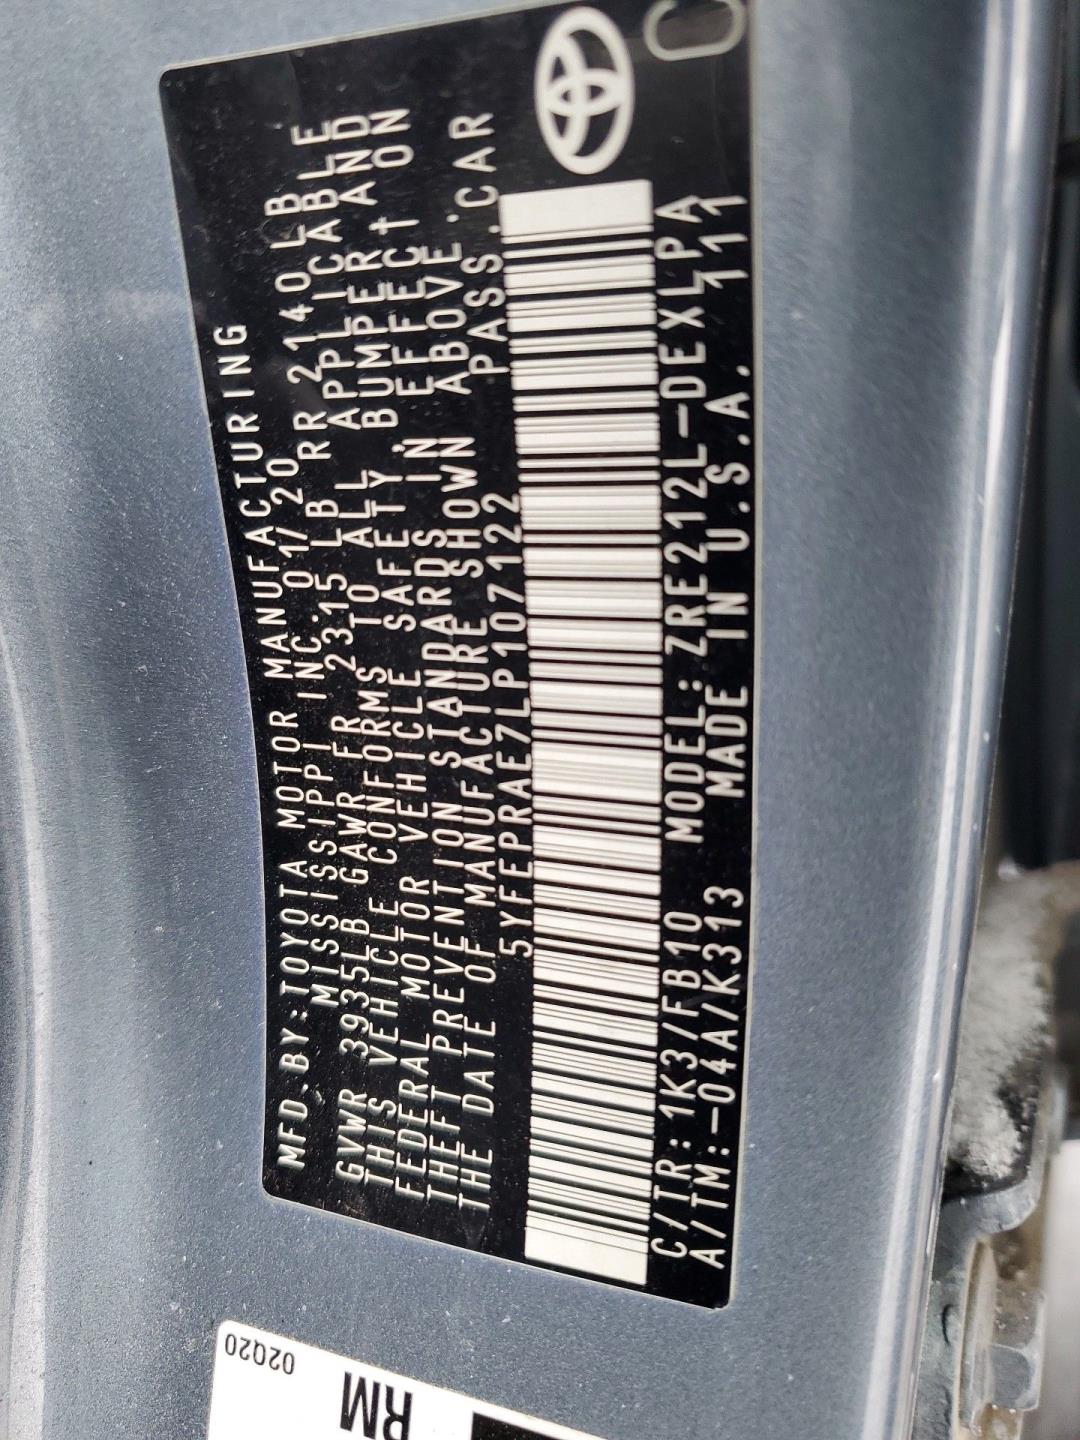 MFD.BY:TOYOTA MOTOR MANUFACTURING
MISSISSIPPI INC. 01/20
GVWR 3935LB GAWR FR 2315 LB RR 2140LB
THIS VEHICLE CONFORMS TO ALL APPLICABLE
FEDERAL MOTOR VEHICLE SAFETY, BUMPER AND
THEFT PREVENTION STANDARDS IN EFFECT ON
THE DATE OF MANUFACTURE SHOWN ABOVE.
5YFEPRAE7LP107122 PASS.CAR
C/TR:1K3/FB10 MODEL:ZRE212L-DEXLPA
A/TM:-04A/K313 MADE IN U.S.A. 111
C
02Q20
RM